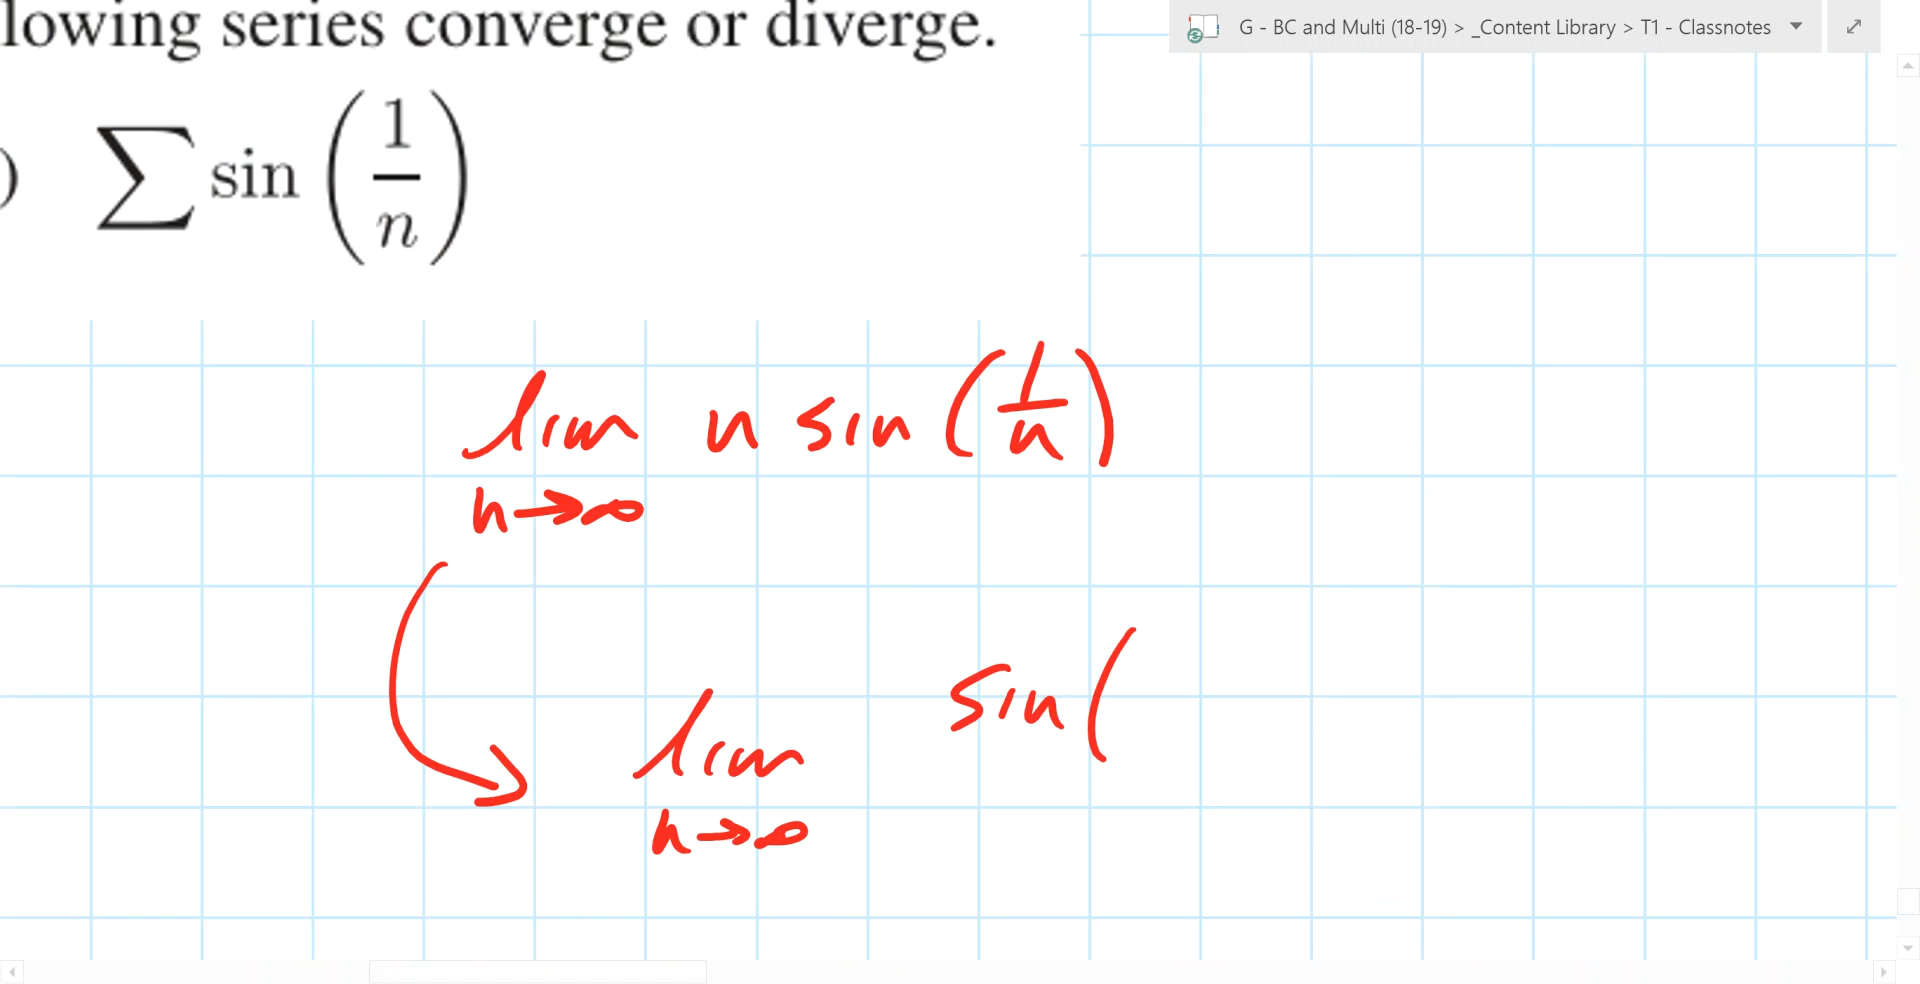 lowing series converge or diverge.
G - BC and Multi (18-19) > _Content Library > T1 - Classnotes
) ∑ sin (1/n)
lim n→∞ n sin (1/n)
lim n→∞ sin (